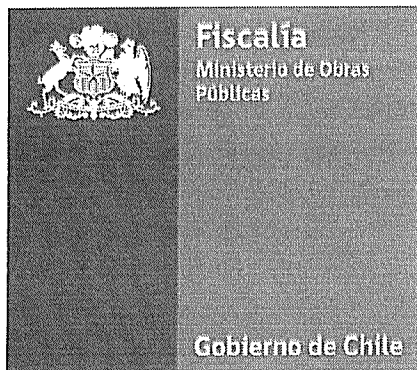 Fiscalía
Ministerio de Obras
Públicas
Gobierno de Chile